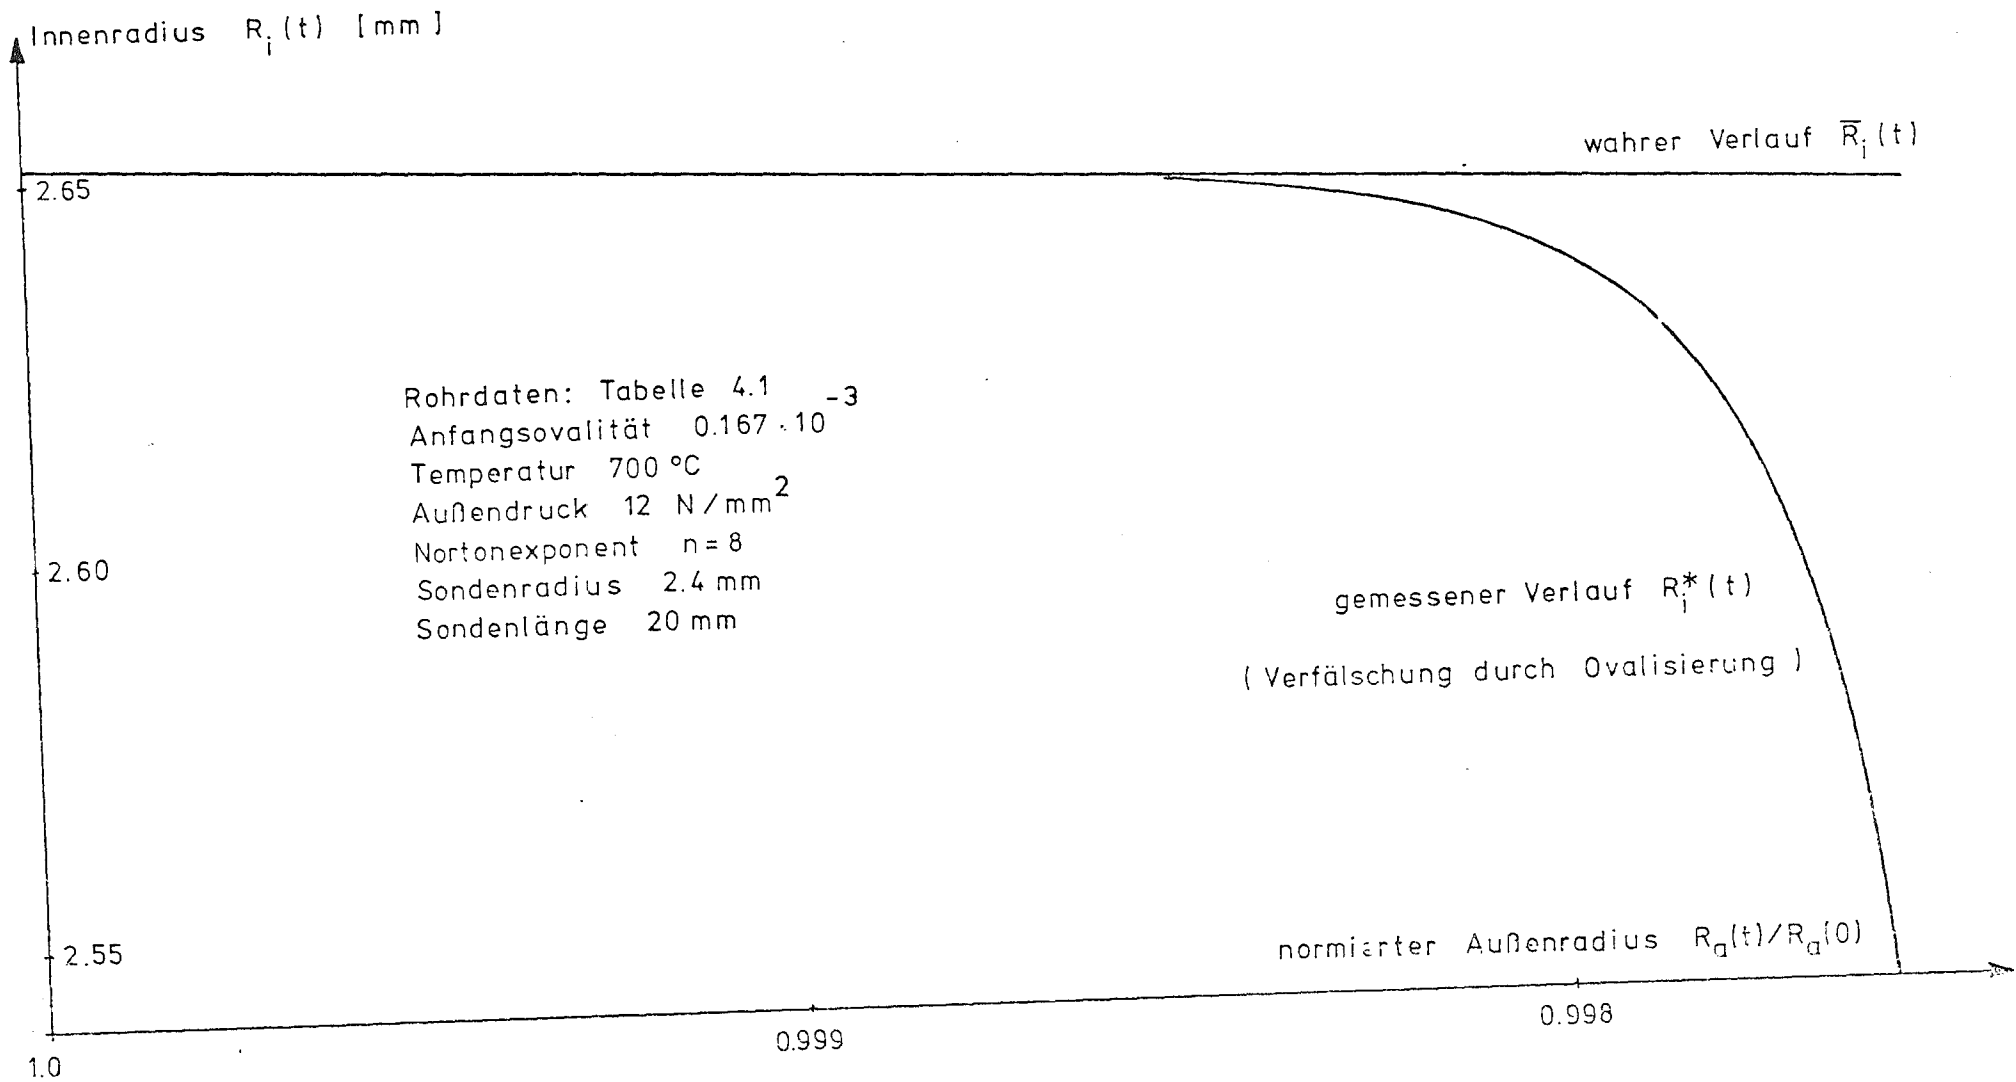 Innenradius R_i(t) [mm]
wahrer Verlauf R̅_i(t)
2.65
Rohrdaten: Tabelle 4.1
Anfangsovalität 0.167 · 10^-3
Temperatur 700 °C
Außendruck 12 N/mm²
Nortonexponent n = 8
Sondenradius 2.4 mm
Sondenlänge 20 mm
2.60
gemessener Verlauf R_i*(t)
(Verfälschung durch Ovalisierung)
2.55
normierter Außenradius R_a(t)/R_a(0)
0.998
0.999
1.0